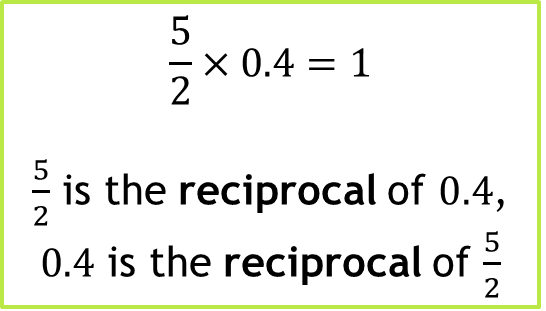 5/2 × 0.4 = 1
5/2 is the reciprocal of 0.4,
0.4 is the reciprocal of 5/2